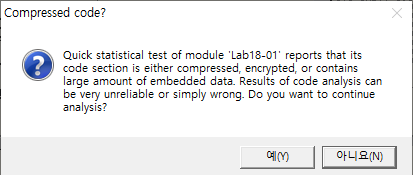 Compressed code?
Quick statistical test of module 'Lab18-01' reports that its
code section is either compressed, encrypted, or contains
large amount of embedded data. Results of code analysis can
be very unreliable or simply wrong. Do you want to continue
analysis?
예(Y)
아니요(N)